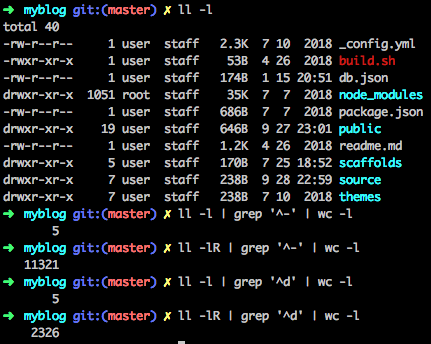 ➜ myblog git:(master) ✗ ll -l
total 40
-rw-r--r-- 1 user staff 2.3K 7 10 2018 _config.yml
-rwxr-xr-x 1 user staff 53B 4 26 2018 build.sh
-rw-r--r-- 1 user staff 174B 1 15 20:51 db.json
drwxr-xr-x 1051 root staff 35K 7 7 2018 node_modules
-rw-r--r-- 1 user staff 686B 7 7 2018 package.json
drwxr-xr-x 19 user staff 646B 9 27 23:01 public
-rw-r--r-- 1 user staff 1.2K 4 26 2018 readme.md
drwxr-xr-x 5 user staff 170B 7 25 18:52 scaffolds
drwxr-xr-x 7 user staff 238B 9 28 22:59 source
drwxr-xr-x 7 user staff 238B 7 10 2018 themes
➜ myblog git:(master) ✗ ll -l | grep '^-' | wc -l
5
➜ myblog git:(master) ✗ ll -lR | grep '^-' | wc -l
11321
➜ myblog git:(master) ✗ ll -l | grep '^d' | wc -l
5
➜ myblog git:(master) ✗ ll -lR | grep '^d' | wc -l
2326